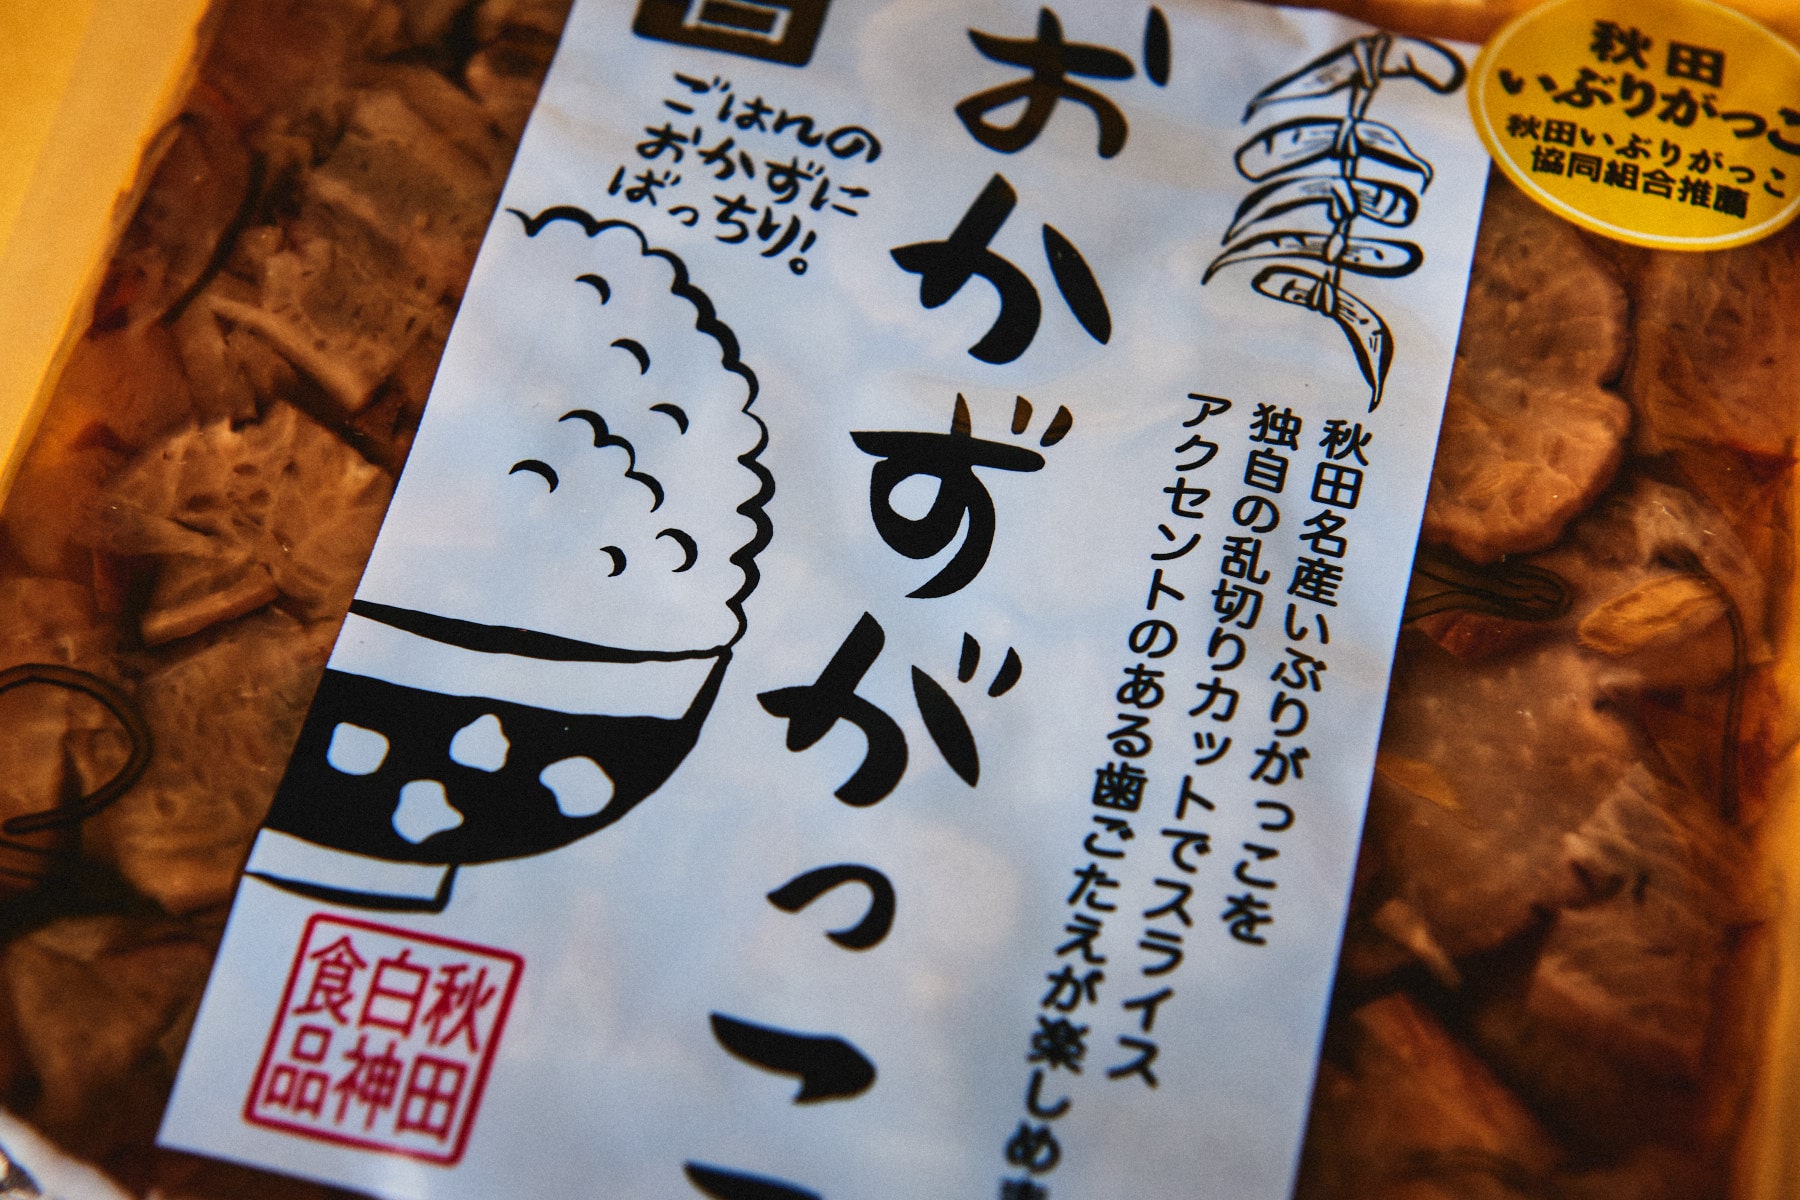 おかずがっこ
ごはんの
おかずに
ばっちり！
秋田
いぶりがっこ
秋田いぶりがっこ
協同組合推薦
秋田名産いぶりがっこを
独自の乱切りカットでスライス
アクセントのある歯ごたえが楽しめ
秋田
白神
食品